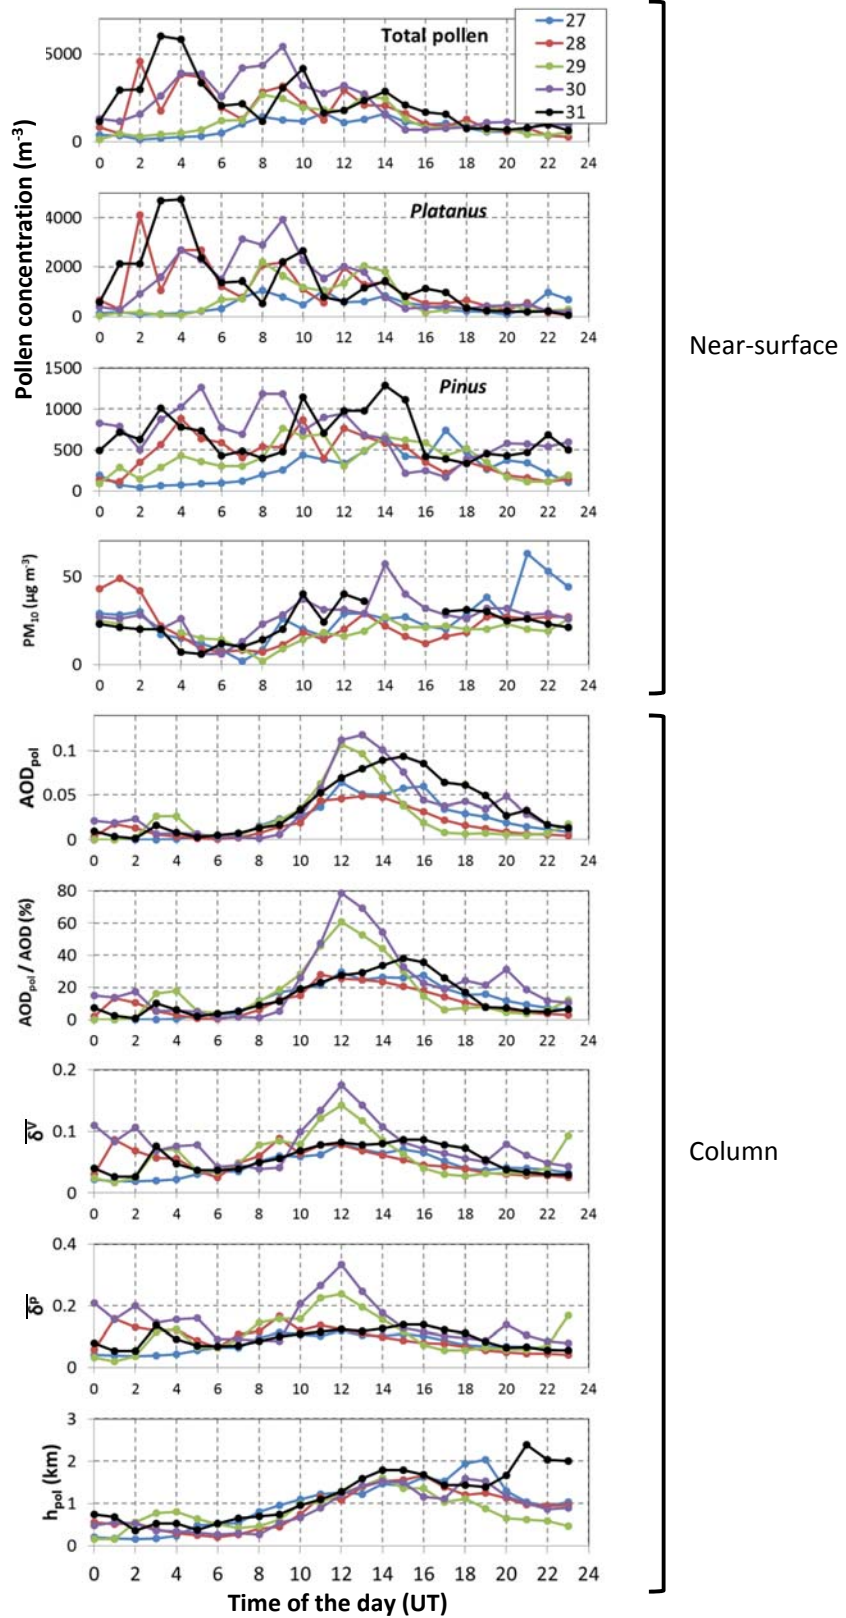 Total pollen
27
28
29
30
31
5000
0
0 2 4 6 8 10 12 14 16 18 20 22 24
Pollen concentration (m⁻³)
Platanus
4000
2000
0
0 2 4 6 8 10 12 14 16 18 20 22 24
Near-surface
Pinus
1500
1000
500
0
0 2 4 6 8 10 12 14 16 18 20 22 24
PM₁₀ (µg m⁻³)
50
0
0 2 4 6 8 10 12 14 16 18 20 22 24
AODpol
0.1
0.05
0
0 2 4 6 8 10 12 14 16 18 20 22 24
AODpol / AOD (%)
80
60
40
20
0
0 2 4 6 8 10 12 14 16 18 20 22 24
δV
0.2
0.1
0
0 2 4 6 8 10 12 14 16 18 20 22 24
Column
δP
0.4
0.2
0
0 2 4 6 8 10 12 14 16 18 20 22 24
hpol (km)
3
2
1
0
0 2 4 6 8 10 12 14 16 18 20 22 24
Time of the day (UT)